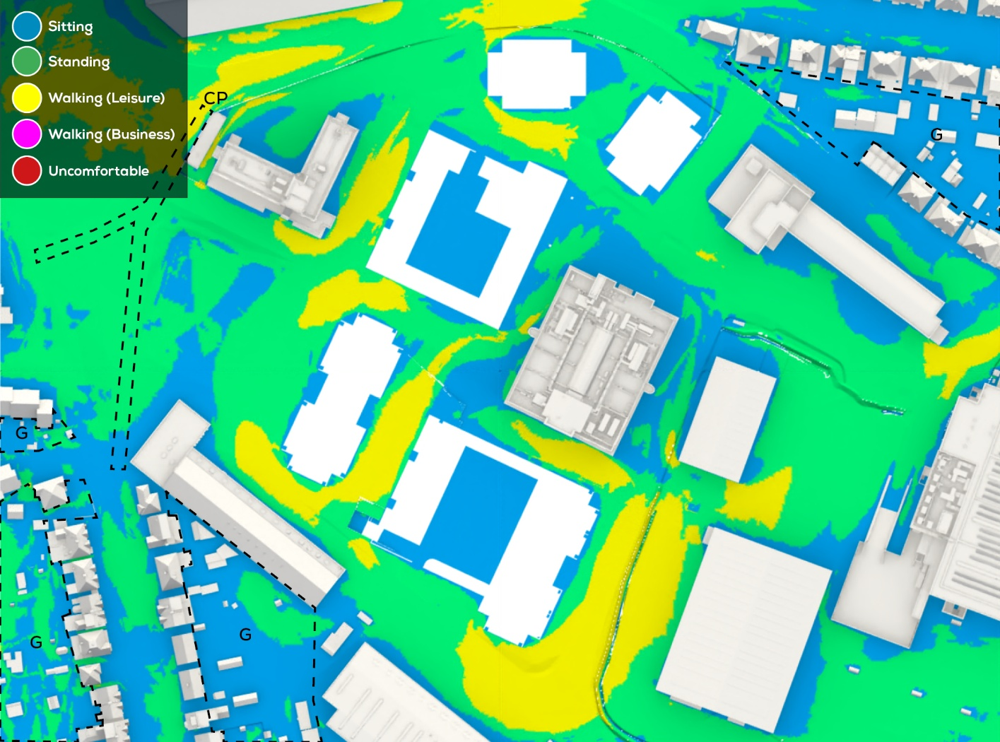 Sitting
Standing
Walking (Leisure)
Walking (Business)
Uncomfortable
CP
G
G
G
G